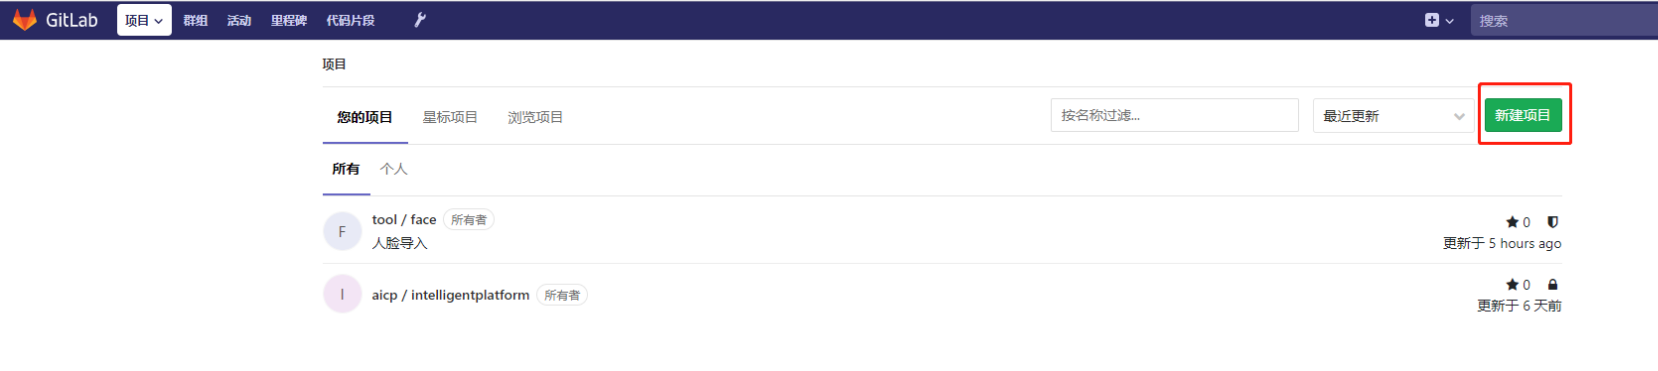 GitLab 项目 群组 活动 里程碑 代码片段 搜索
项目
您的项目 星标项目 浏览项目 按名称过滤... 最近更新 新建项目
所有 个人
F tool / face 所有者 0
人脸导入 更新于 5 hours ago
I aicp / intelligentplatform 所有者 0
更新于 6 天前